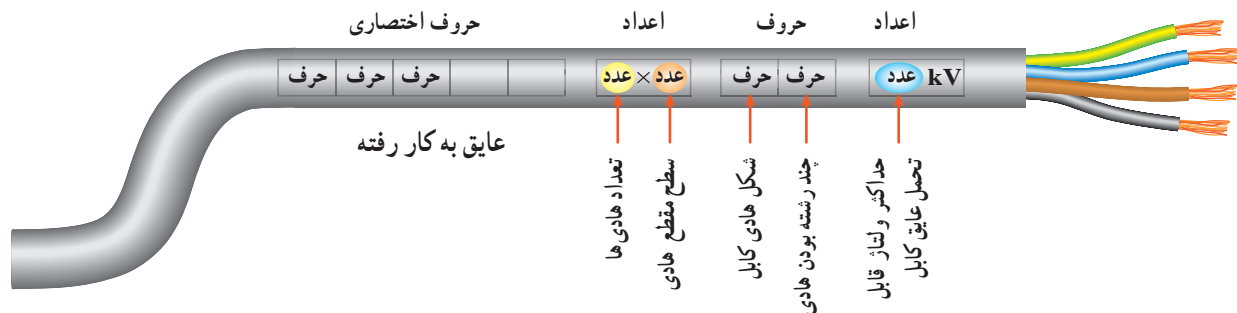 حروف اختصاری
اعداد
حروف
اعداد
حرف حرف حرف
عدد × عدد
حرف حرف
عدد kV
عایق به کار رفته
تعداد هادی‌ها
سطح مقطع هادی
شکل هادی کابل
چند رشته بودن هادی
حداکثر ولتاژ قابل
تحمل عایق کابل